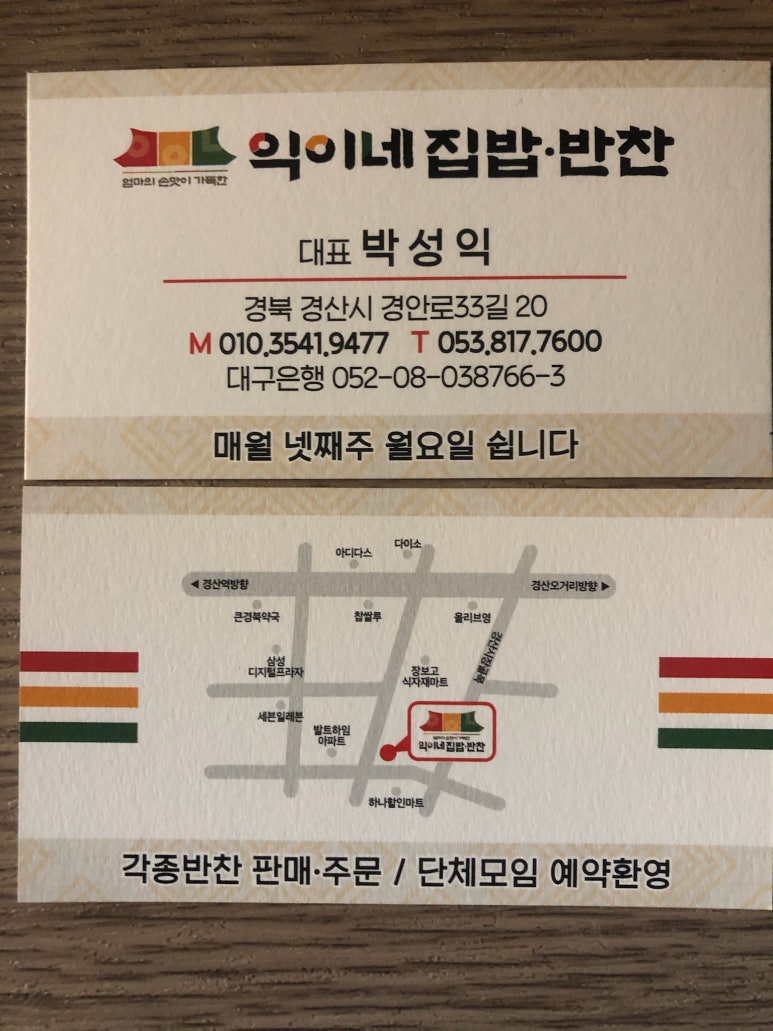 익이네 집밥·반찬
엄마의 손맛이 가득한
대표 박성익
경북 경산시 경안로33길 20
M 010.3541.9477 T 053.817.7600
대구은행 052-08-038766-3
매월 넷째주 월요일 쉽니다
아디다스
다이소
◀ 경산역방향
경산오거리방향 ▶
큰경북약국
찹쌀루
올리브영
삼성
디지털프라자
장보고
식자재마트
세븐일레븐
발트하임
아파트
익이네 집밥·반찬
하나할인마트
각종반찬 판매·주문 / 단체모임 예약환영